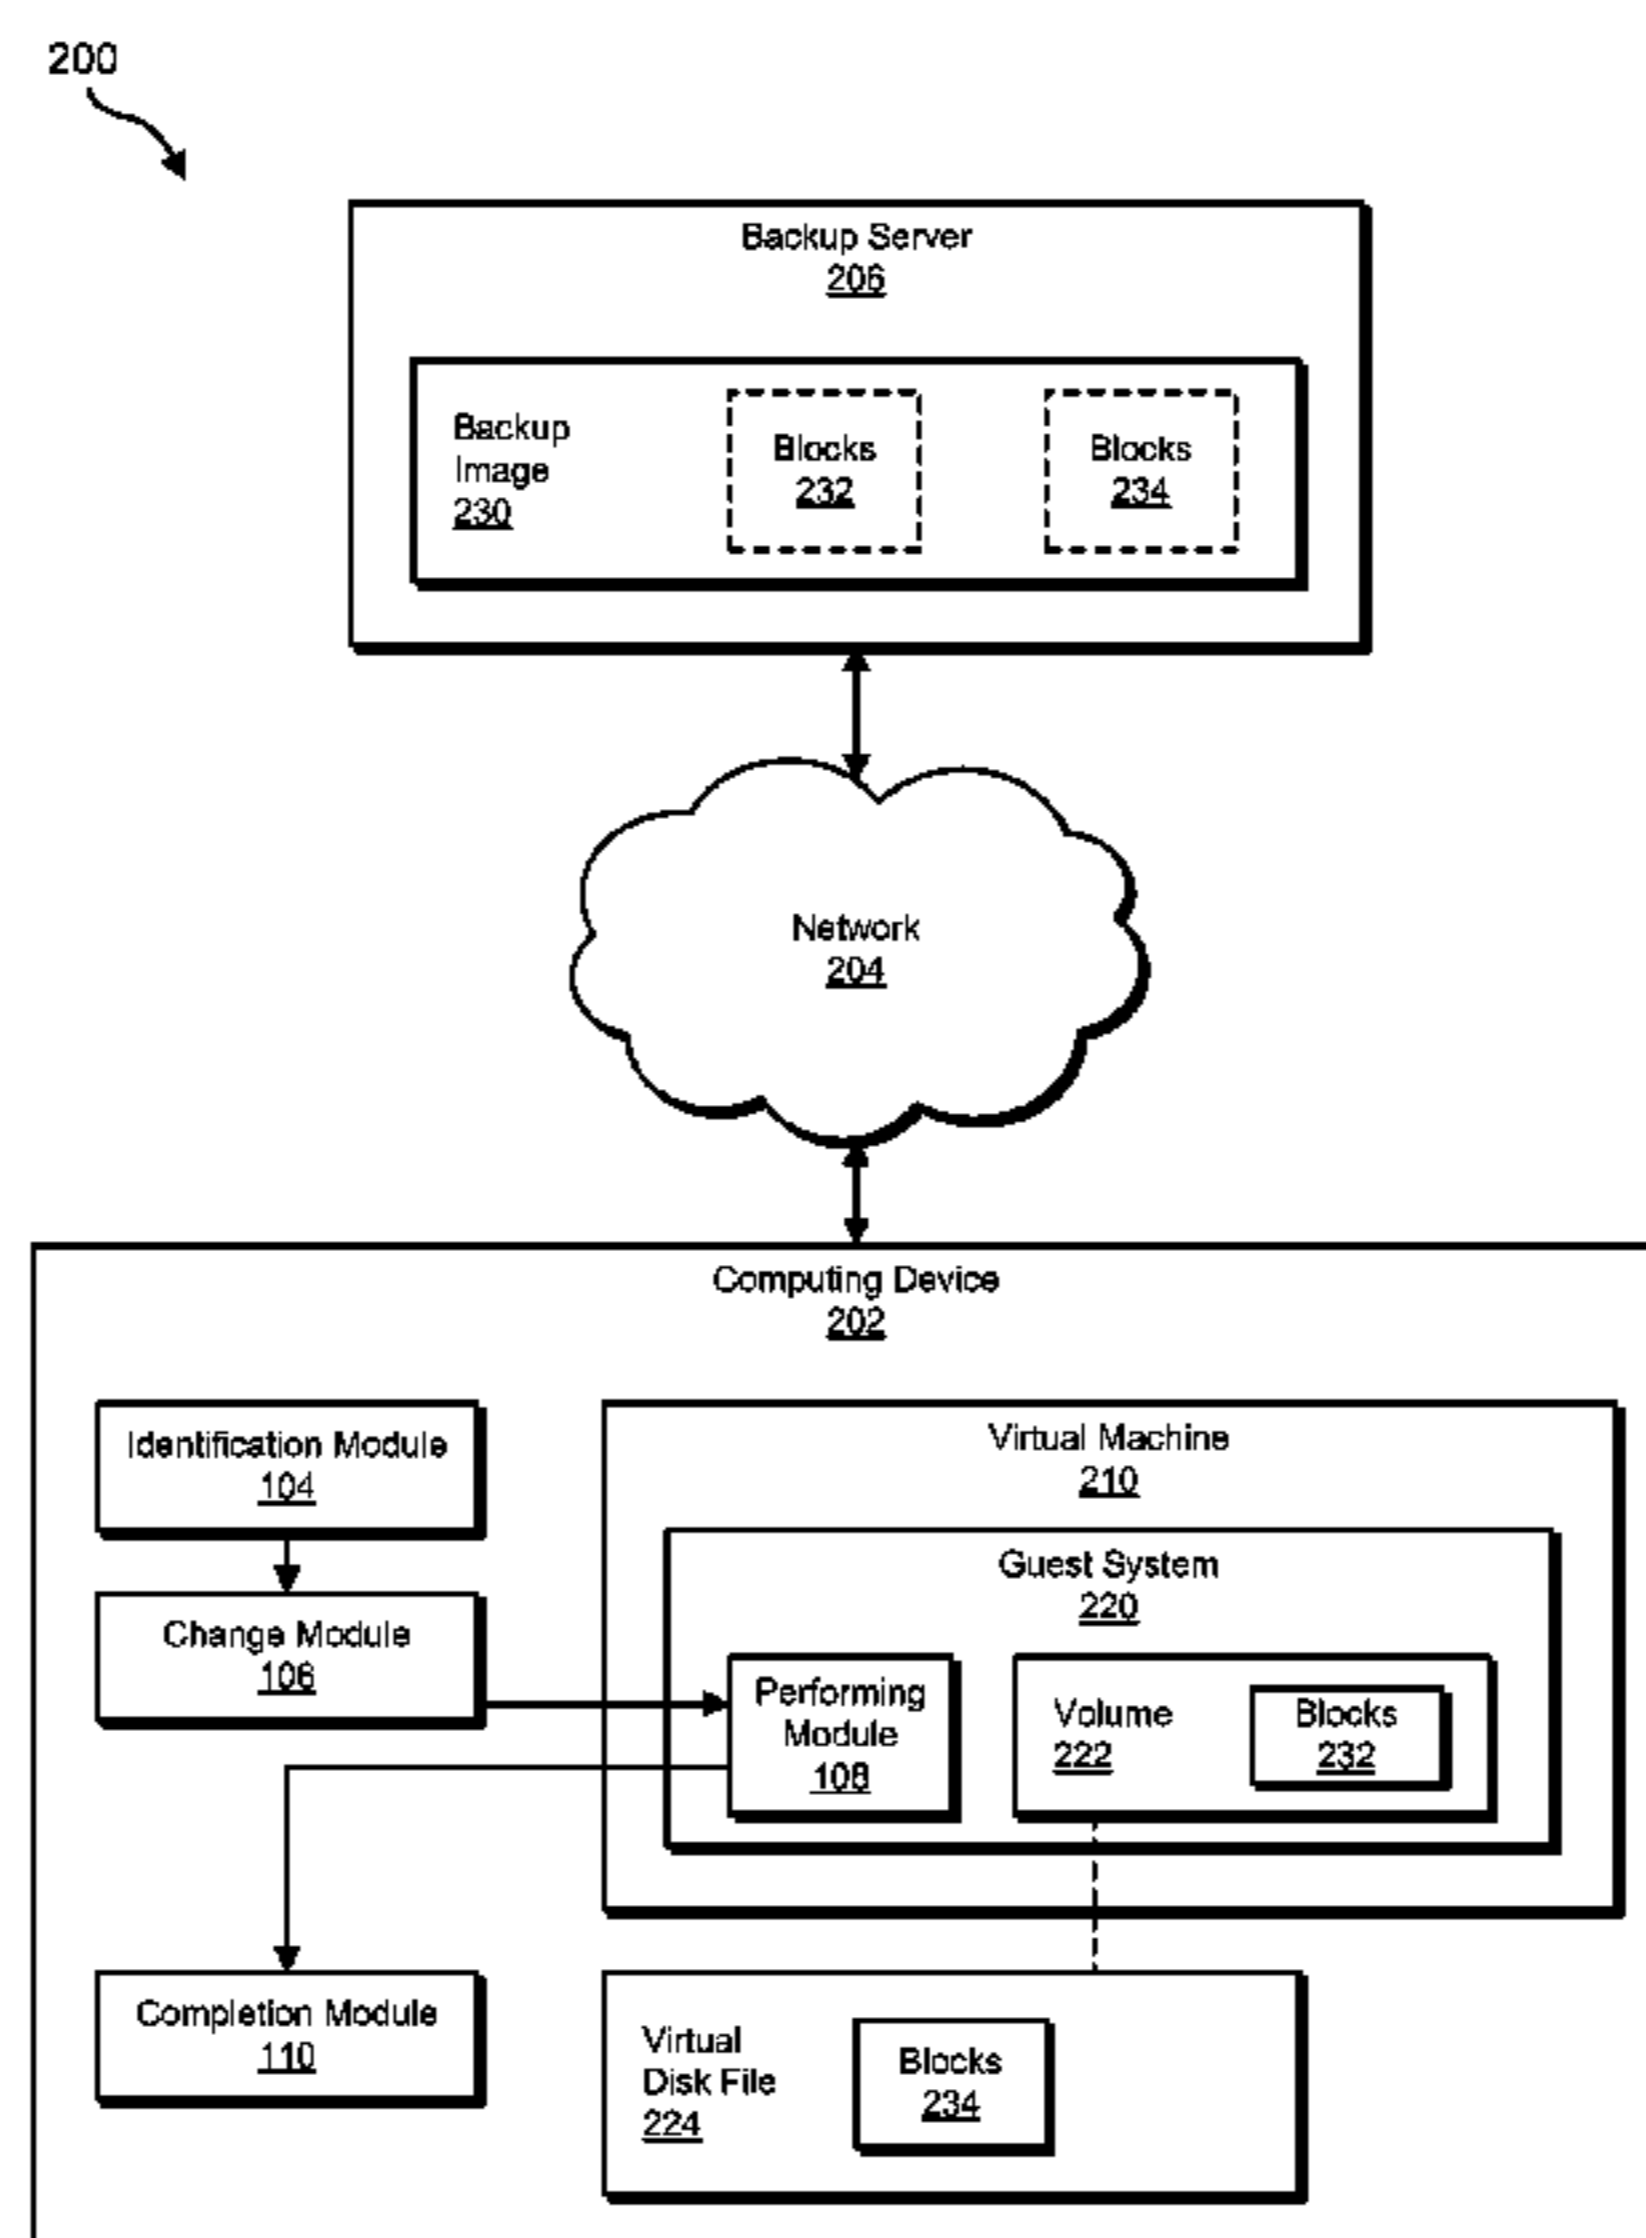 200
Backup Server
206
Backup
Image
230
Blocks
232
Blocks
234
Network
204
Computing Device
202
Identification Module
104
Change Module
106
Virtual Machine
210
Guest System
220
Performing
Module
108
Volume
222
Blocks
232
Completion Module
110
Virtual
Disk File
224
Blocks
234